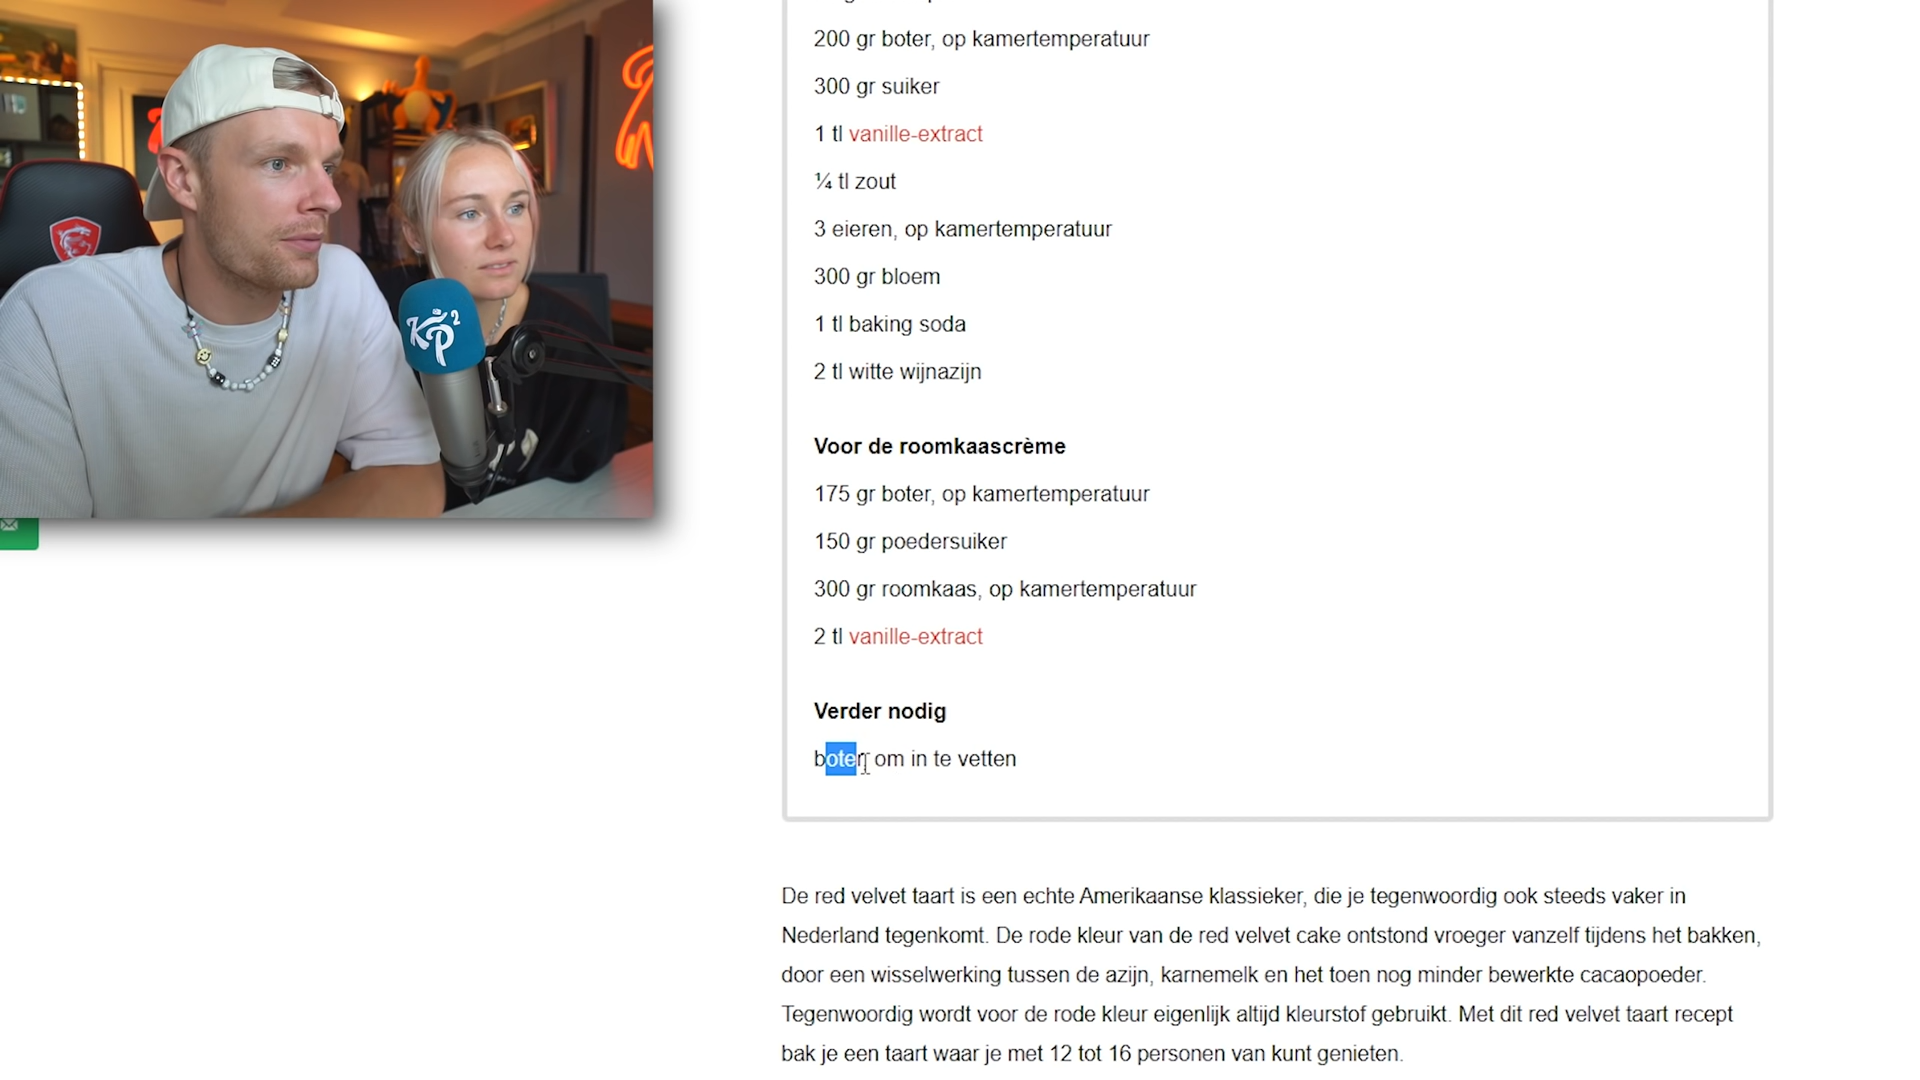 200 gr boter, op kamertemperatuur
300 gr suiker
1 tl vanille-extract
¼ tl zout
3 eieren, op kamertemperatuur
300 gr bloem
1 tl baking soda
2 tl witte wijnazijn
KP2
Voor de roomkaascrème
175 gr boter, op kamertemperatuur
150 gr poedersuiker
300 gr roomkaas, op kamertemperatuur
2 tl vanille-extract
Verder nodig
boter, om in te vetten
De red velvet taart is een echte Amerikaanse klassieker, die je tegenwoordig ook steeds vaker in
Nederland tegenkomt. De rode kleur van de red velvet cake ontstond vroeger vanzelf tijdens het bakken,
door een wisselwerking tussen de azijn, karnemelk en het toen nog minder bewerkte cacaopoeder.
Tegenwoordig wordt voor de rode kleur eigenlijk altijd kleurstof gebruikt. Met dit red velvet taart recept
bak je een taart waar je met 12 tot 16 personen van kunt genieten.